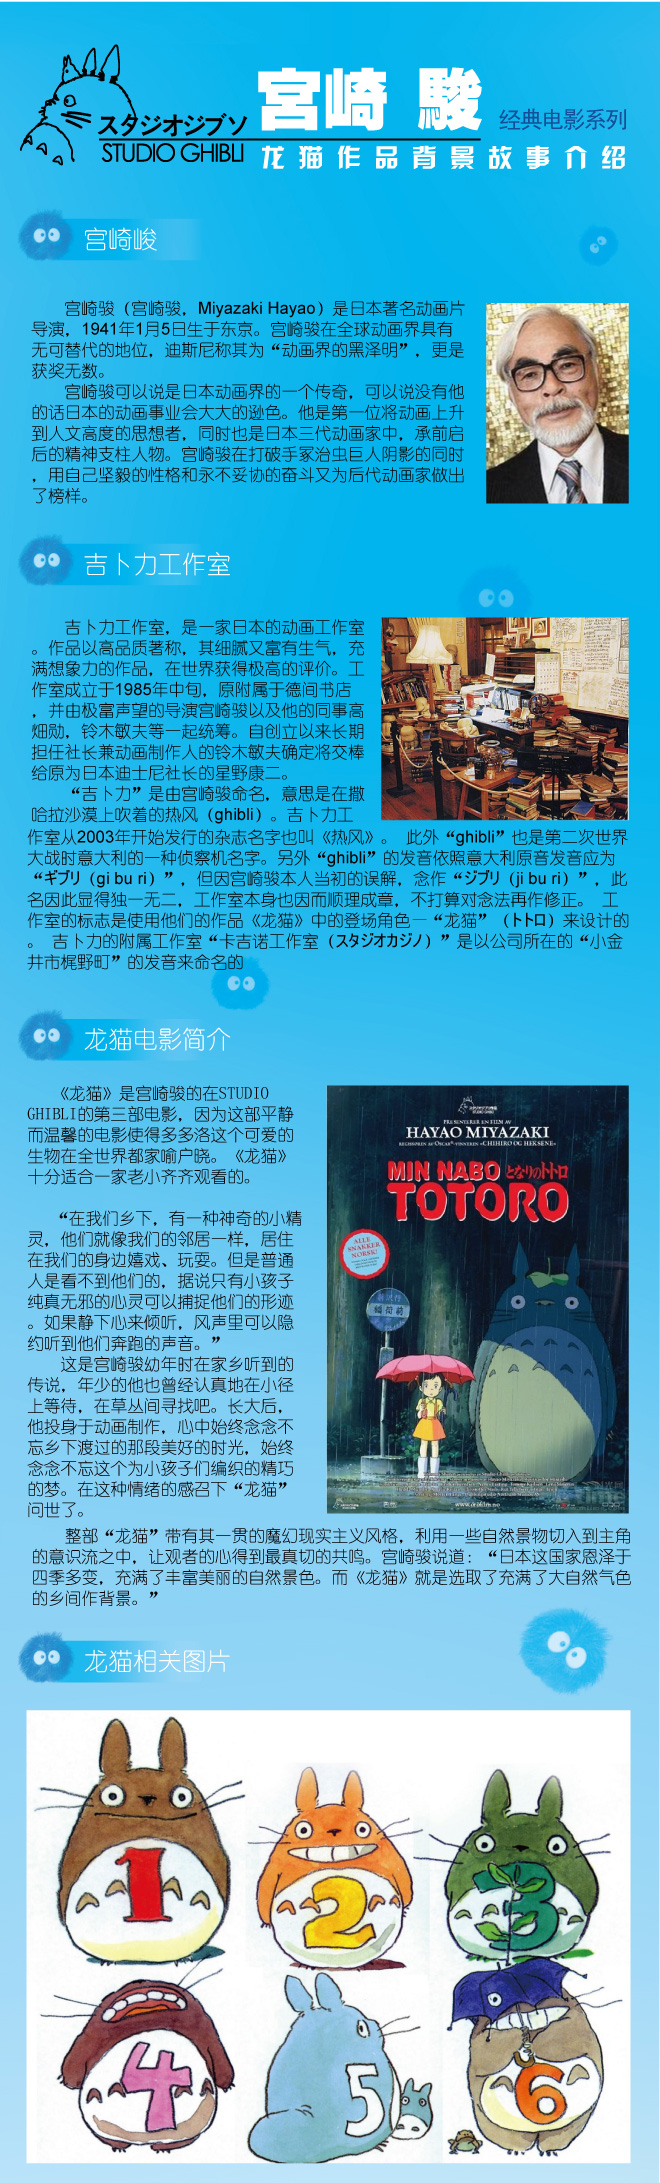 スタジオジブリ
STUDIO GHIBLI
宮崎 駿
经典电影系列
龙猫作品背景故事介绍
宫崎峻
宫崎骏（宫崎骏，Miyazaki Hayao）是日本著名动画片
导演，1941年1月5日生于东京。宫崎骏在全球动画界具有
无可替代的地位，迪斯尼称其为“动画界的黑泽明”，更是
获奖无数。
宫崎骏可以说是日本动画界的一个传奇，可以说没有他
的话日本的动画事业会大大的逊色。他是第一位将动画上升
到人文高度的思想者，同时也是日本三代动画家中，承前启
后的精神支柱人物。宫崎骏在打破手冢治虫巨人阴影的同时
，用自己坚毅的性格和永不妥协的奋斗又为后代动画家做出
了榜样。
吉卜力工作室
吉卜力工作室，是一家日本的动画工作室
。作品以高品质著称，其细腻又富有生气，充
满想象力的作品，在世界获得极高的评价。工
作室成立于1985年中旬，原附属于德间书店
，并由极富声望的导演宫崎骏以及他的同事高
畑勋，铃木敏夫等一起统筹。自创立以来长期
担任社长兼动画制作人的铃木敏夫确定将交棒
给原为日本迪士尼社长的星野康二。
“吉卜力”是由宫崎骏命名，意思是在撒
哈拉沙漠上吹着的热风（ghibli）。吉卜力工
作室从2003年开始发行的杂志名字也叫《热风》。 此外“ghibli”也是第二次世界
大战时意大利的一种侦察机名字。另外“ghibli”的发音依照意大利原音发音应为
“ギブリ（gi bu ri）”，但因宫崎骏本人当初的误解，念作“ジブリ（ji bu ri）”，此
名因此显得独一无二，工作室本身也因而顺理成章，不打算对念法再作修正。 工
作室的标志是使用他们的作品《龙猫》中的登场角色－“龙猫”（トトロ）来设计的
。 吉卜力的附属工作室“卡吉诺工作室（スタジオカジノ）”是以公司所在的“小金
井市梶野町”的发音来命名的
龙猫电影简介
《龙猫》是宫崎骏的在STUDIO
GHIBLI的第三部电影，因为这部平静
而温馨的电影使得多多洛这个可爱的
生物在全世界都家喻户晓。《龙猫》
十分适合一家老小齐齐观看的。
“在我们乡下，有一种神奇的小精
灵，他们就像我们的邻居一样，居住
在我们的身边嬉戏、玩耍。但是普通
人是看不到他们的，据说只有小孩子
纯真无邪的心灵可以捕捉他们的形迹
。如果静下心来倾听，风声里可以隐
约听到他们奔跑的声音。”
这是宫崎骏幼年时在家乡听到的
传说，年少的他也曾经认真地在小径
上等待，在草丛间寻找吧。长大后，
他投身于动画制作，心中始终念念不
忘乡下渡过的那段美好的时光，始终
念念不忘这个为小孩子们编织的精巧
的梦。在这种情绪的感召下“龙猫”
问世了。
PRESENTERER EN FILM AV
HAYAO MIYAZAKI
REGISSØREN AV OSCAR®-VINNEREN «CHIHIRO OG HEKSENE»
MIN NABO となりのトトロ
TOTORO
ALLE
SNAKKER
NORSK!
稲荷前
整部“龙猫”带有其一贯的魔幻现实主义风格，利用一些自然景物切入到主角
的意识流之中，让观者的心得到最真切的共鸣。宫崎骏说道：“日本这国家恩泽于
四季多变，充满了丰富美丽的自然景色。而《龙猫》就是选取了充满了大自然气色
的乡间作背景。”
龙猫相关图片
1
2
3
4
5
6